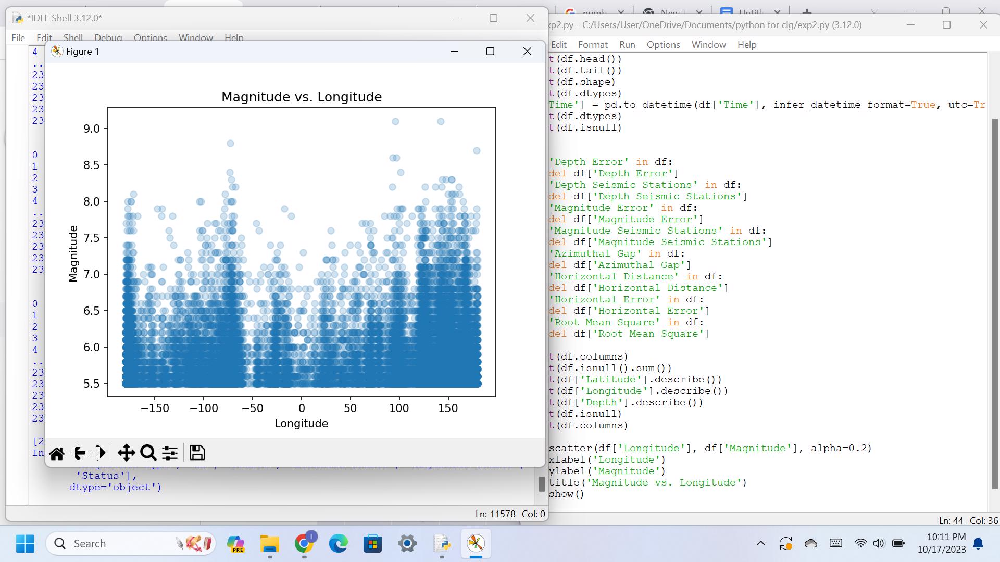 *IDLE Shell 3.12.0*
File Edit Shell Debug Options Window Help
4
..
23
23
23
23
23
0
1
2
3
4
..
23
23
23
23
23
0
1
2
3
4
..
23
23
23
23
23
[2
In
'Status'],
dtype='object')
Ln: 11578 Col: 0
Figure 1
Magnitude vs. Longitude
9.0
8.5
8.0
7.5
7.0
6.5
6.0
5.5
Magnitude
−150 −100 −50 0 50 100 150
Longitude
numb New T Untitl
xp2.py - C:/Users/User/OneDrive/Documents/python for clg/exp2.py (3.12.0)
Edit Format Run Options Window Help
t(df.head())
t(df.tail())
t(df.shape)
t(df.dtypes)
Time'] = pd.to_datetime(df['Time'], infer_datetime_format=True, utc=Tr
t(df.dtypes)
t(df.isnull)
'Depth Error' in df:
del df['Depth Error']
'Depth Seismic Stations' in df:
del df['Depth Seismic Stations']
'Magnitude Error' in df:
del df['Magnitude Error']
'Magnitude Seismic Stations' in df:
del df['Magnitude Seismic Stations']
'Azimuthal Gap' in df:
del df['Azimuthal Gap']
'Horizontal Distance' in df:
del df['Horizontal Distance']
'Horizontal Error' in df:
del df['Horizontal Error']
'Root Mean Square' in df:
del df['Root Mean Square']
t(df.columns)
t(df.isnull().sum())
t(df['Latitude'].describe())
t(df['Longitude'].describe())
t(df['Depth'].describe())
t(df.isnull)
t(df.columns)
scatter(df['Longitude'], df['Magnitude'], alpha=0.2)
xlabel('Longitude')
ylabel('Magnitude')
title('Magnitude vs. Longitude')
show()
Ln: 44 Col: 36
Search
PRE
10:11 PM
10/17/2023